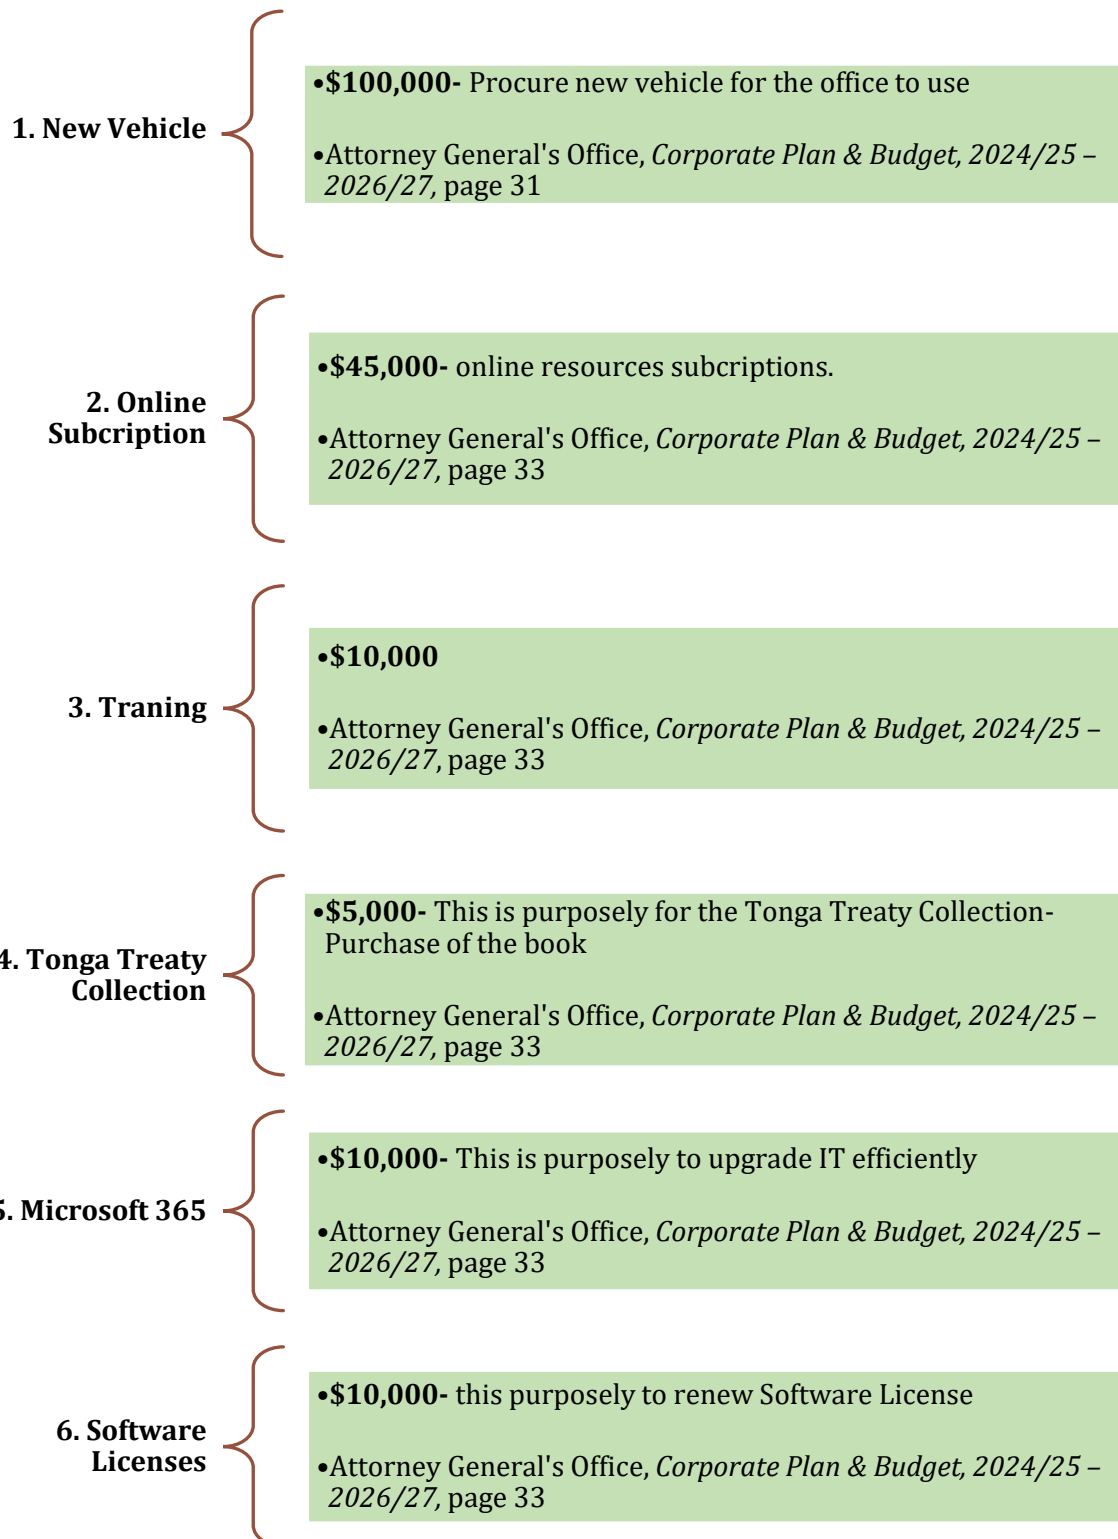 1. New Vehicle
•$100,000- Procure new vehicle for the office to use
•Attorney General's Office, Corporate Plan & Budget, 2024/25 –
2026/27, page 31
2. Online
Subcription
•$45,000- online resources subcriptions.
•Attorney General's Office, Corporate Plan & Budget, 2024/25 –
2026/27, page 33
3. Traning
•$10,000
•Attorney General's Office, Corporate Plan & Budget, 2024/25 –
2026/27, page 33
4. Tonga Treaty
Collection
•$5,000- This is purposely for the Tonga Treaty Collection-
Purchase of the book
•Attorney General's Office, Corporate Plan & Budget, 2024/25 –
2026/27, page 33
5. Microsoft 365
•$10,000- This is purposely to upgrade IT efficiently
•Attorney General's Office, Corporate Plan & Budget, 2024/25 –
2026/27, page 33
6. Software
Licenses
•$10,000- this purposely to renew Software License
•Attorney General's Office, Corporate Plan & Budget, 2024/25 –
2026/27, page 33